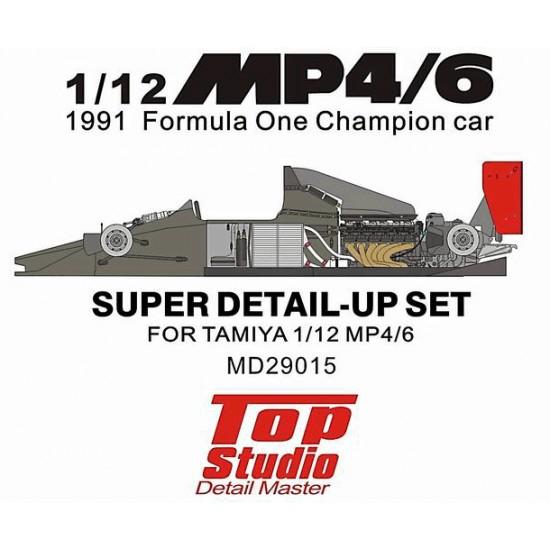 1/12 MP4/6
1991 Formula One Champion car
SUPER DETAIL-UP SET
FOR TAMIYA 1/12 MP4/6
MD29015
Top
Studio
Detail Master